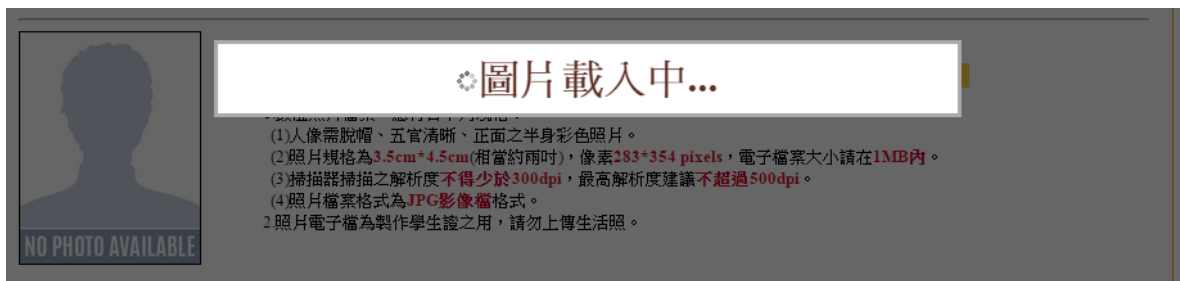 圖片載入中...
(1)人像需脫帽、五官清晰、正面之半身彩色照片。
(2)照片規格為3.5cm*4.5cm(相當約兩吋)，像素283*354 pixels，電子檔案大小請在1MB內。
(3)掃描器掃描之解析度不得少於300dpi，最高解析度建議不超過500dpi。
(4)照片檔案格式為JPG影像檔格式。
2.照片電子檔為製作學生證之用，請勿上傳生活照。
NO PHOTO AVAILABLE